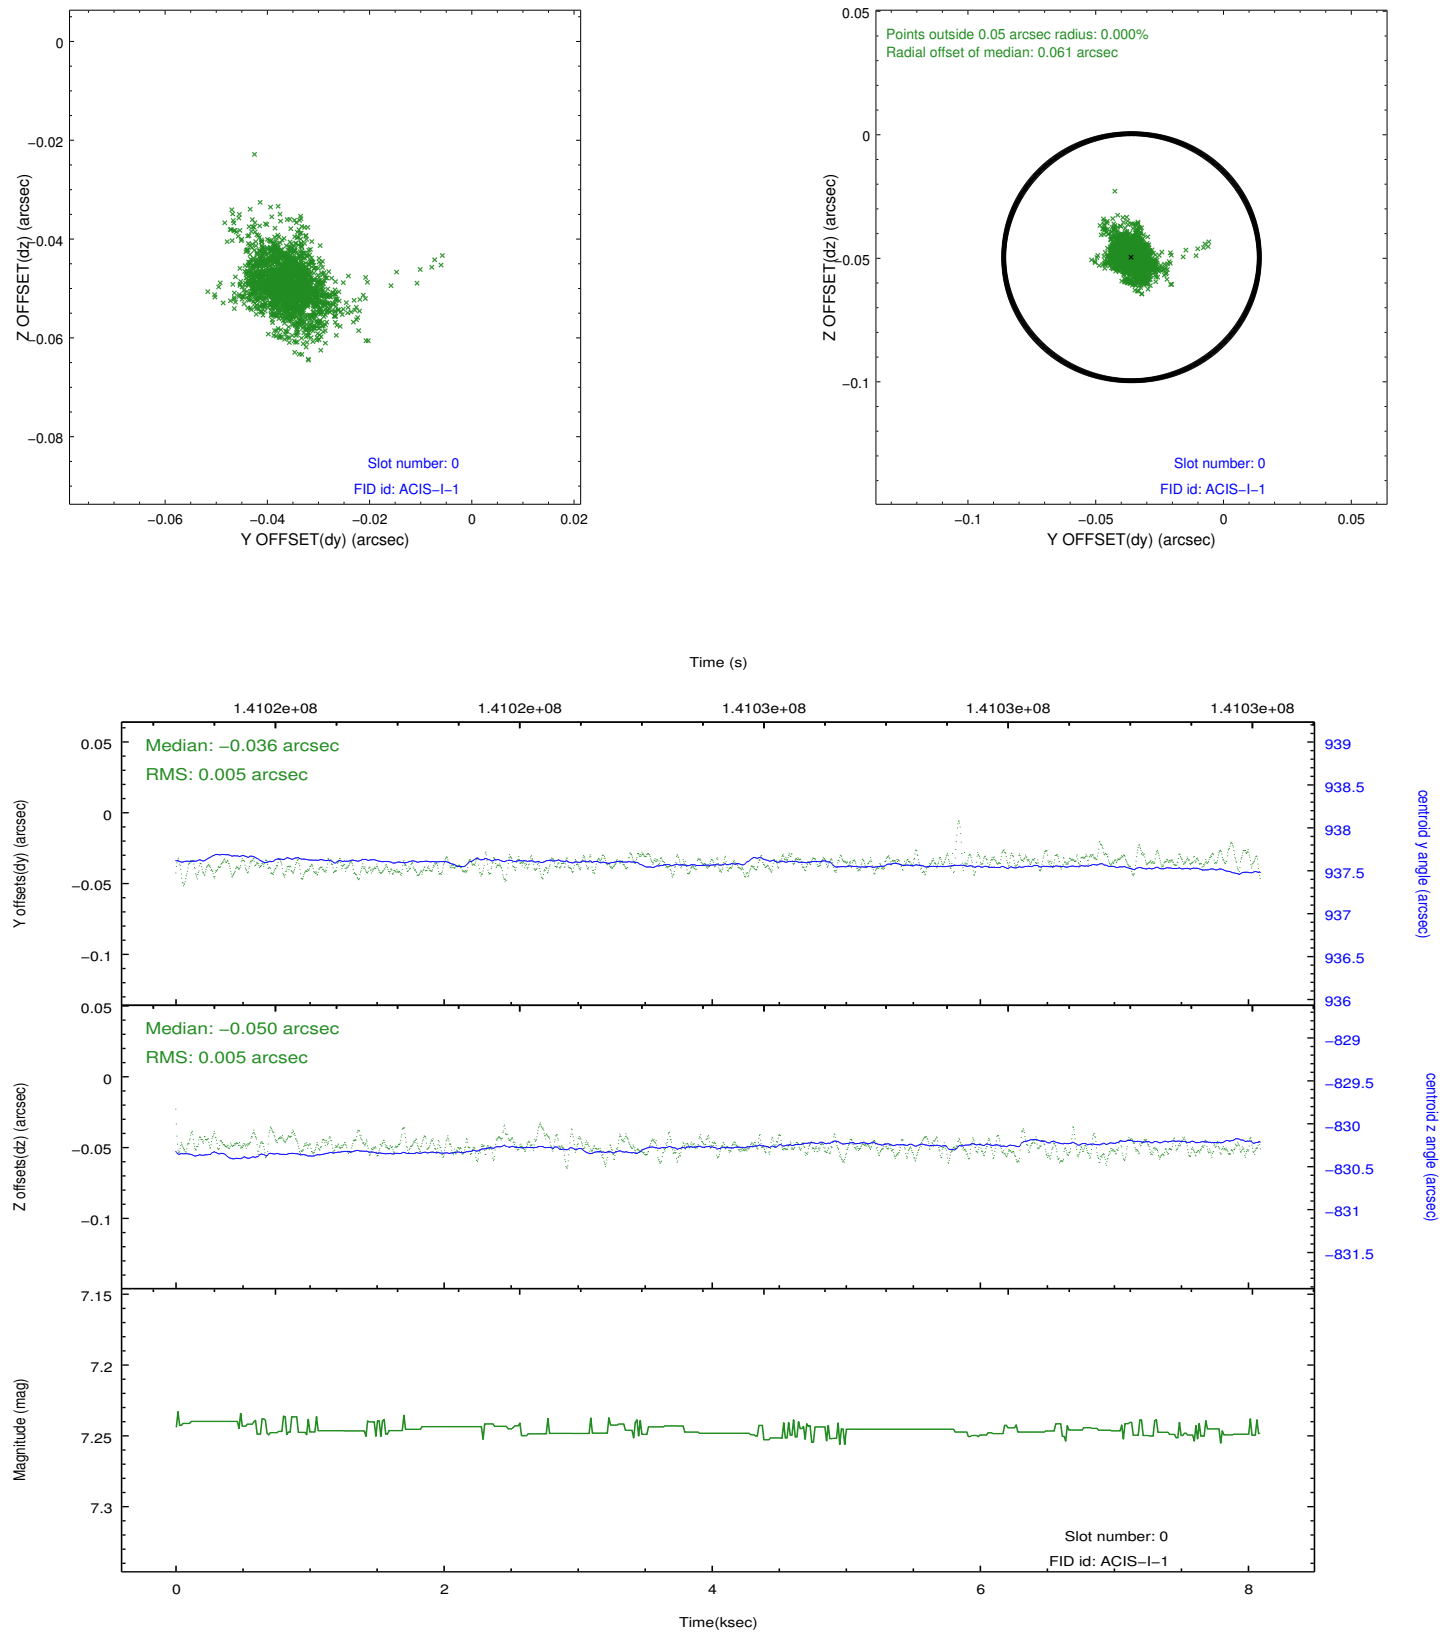 0
−0.02
−0.04
−0.06
−0.08
Z OFFSET(dz) (arcsec)
Slot number: 0
FID id: ACIS−I−1
−0.06 −0.04 −0.02 0 0.02
Y OFFSET(dy) (arcsec)
Points outside 0.05 arcsec radius: 0.000%
Radial offset of median: 0.061 arcsec
0.05
0
−0.05
−0.1
Z OFFSET(dz) (arcsec)
Slot number: 0
FID id: ACIS−I−1
−0.1 −0.05 0 0.05
Y OFFSET(dy) (arcsec)
Time (s)
1.4102e+08 1.4102e+08 1.4103e+08 1.4103e+08 1.4103e+08
Median: −0.036 arcsec
RMS: 0.005 arcsec
0.05
0
−0.05
−0.1
Y offsets(dy) (arcsec)
939
938.5
938
937.5
937
936.5
936
centroid y angle (arcsec)
Median: −0.050 arcsec
RMS: 0.005 arcsec
0.05
0
−0.05
−0.1
Z offsets(dz) (arcsec)
−829
−829.5
−830
−830.5
−831
−831.5
centroid z angle (arcsec)
7.15
7.2
7.25
7.3
Magnitude (mag)
Slot number: 0
FID id: ACIS−I−1
0 2 4 6 8
Time(ksec)